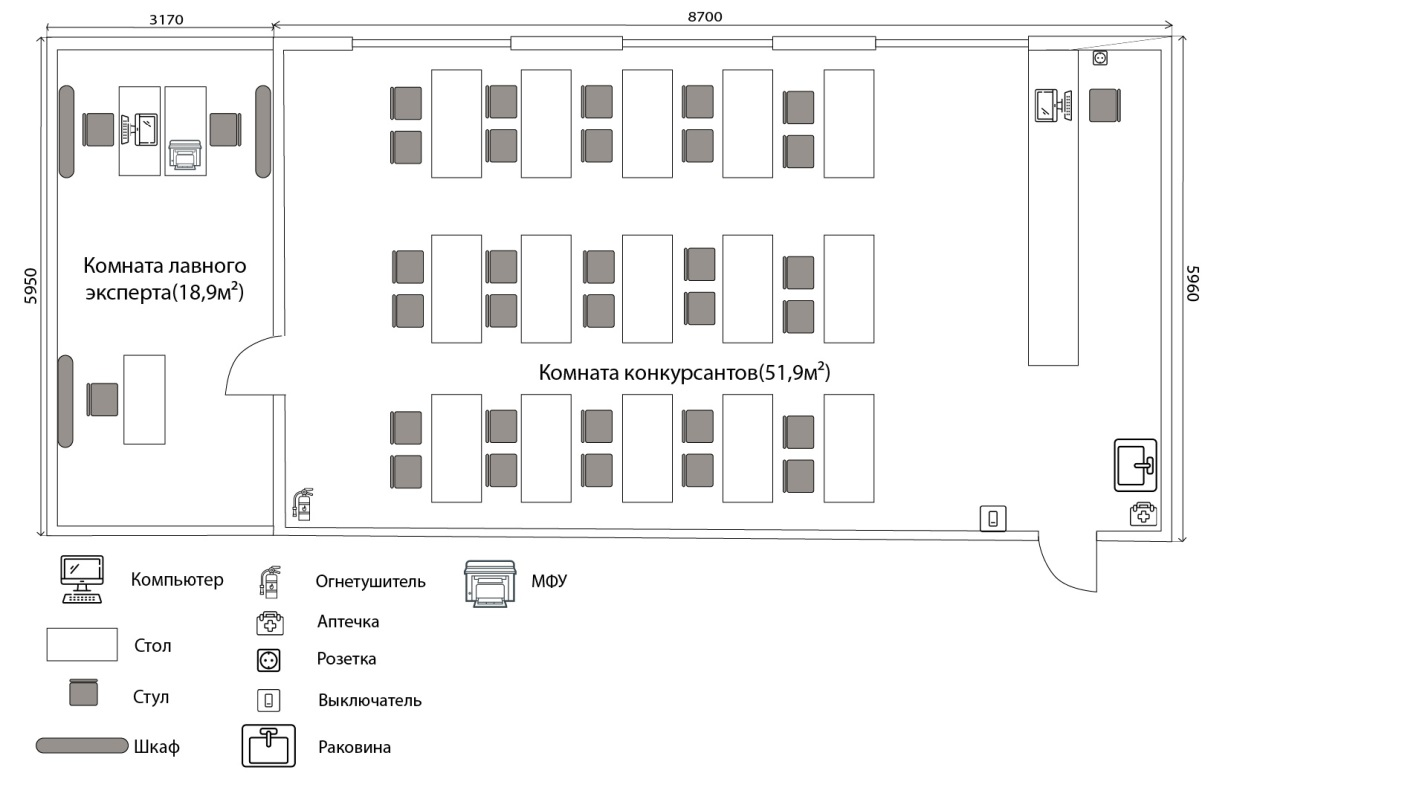 3170
8700
5950
5960
Комната лавного
эксперта(18,9м²)
Комната конкурсантов(51,9м²)
Компьютер
Огнетушитель
МФУ
Аптечка
Стол
Розетка
Стул
Выключатель
Шкаф
Раковина